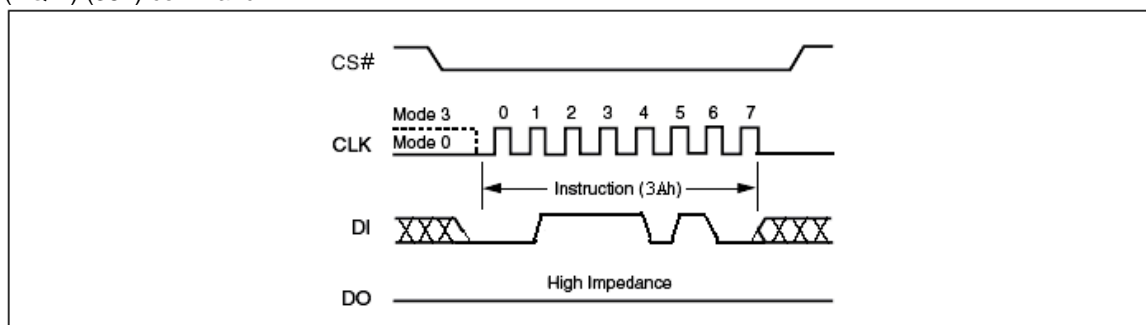 CS#
Mode 3 0 1 2 3 4 5 6 7
CLK Mode 0
Instruction (3Ah)
DI
High Impedance
DO